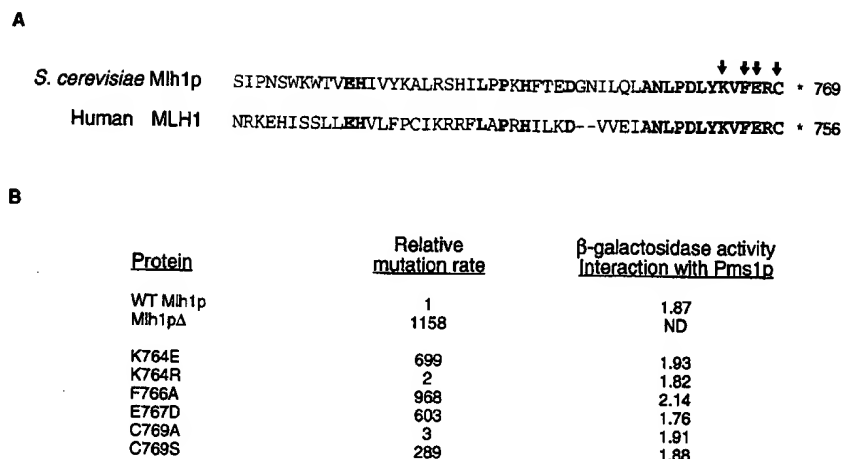 A
S. cerevisiae Mlh1p SIPNSWKWTVEHIVYKALRSHILPPKHFTEDGNILQLANLPDLYKVFERC * 769
Human MLH1 NRKEHISSLLEHVLFPCIKRRFLAPRHILKD--VVEIANLPDLYKVFERC * 756
B
Protein Relative mutation rate β-galactosidase activity Interaction with Pms1p
WT Mlh1p 1 1.87
Mlh1pΔ 1158 ND
K764E 699 1.93
K764R 2 1.82
F766A 968 2.14
E767D 603 1.76
C769A 3 1.91
C769S 289 1.88